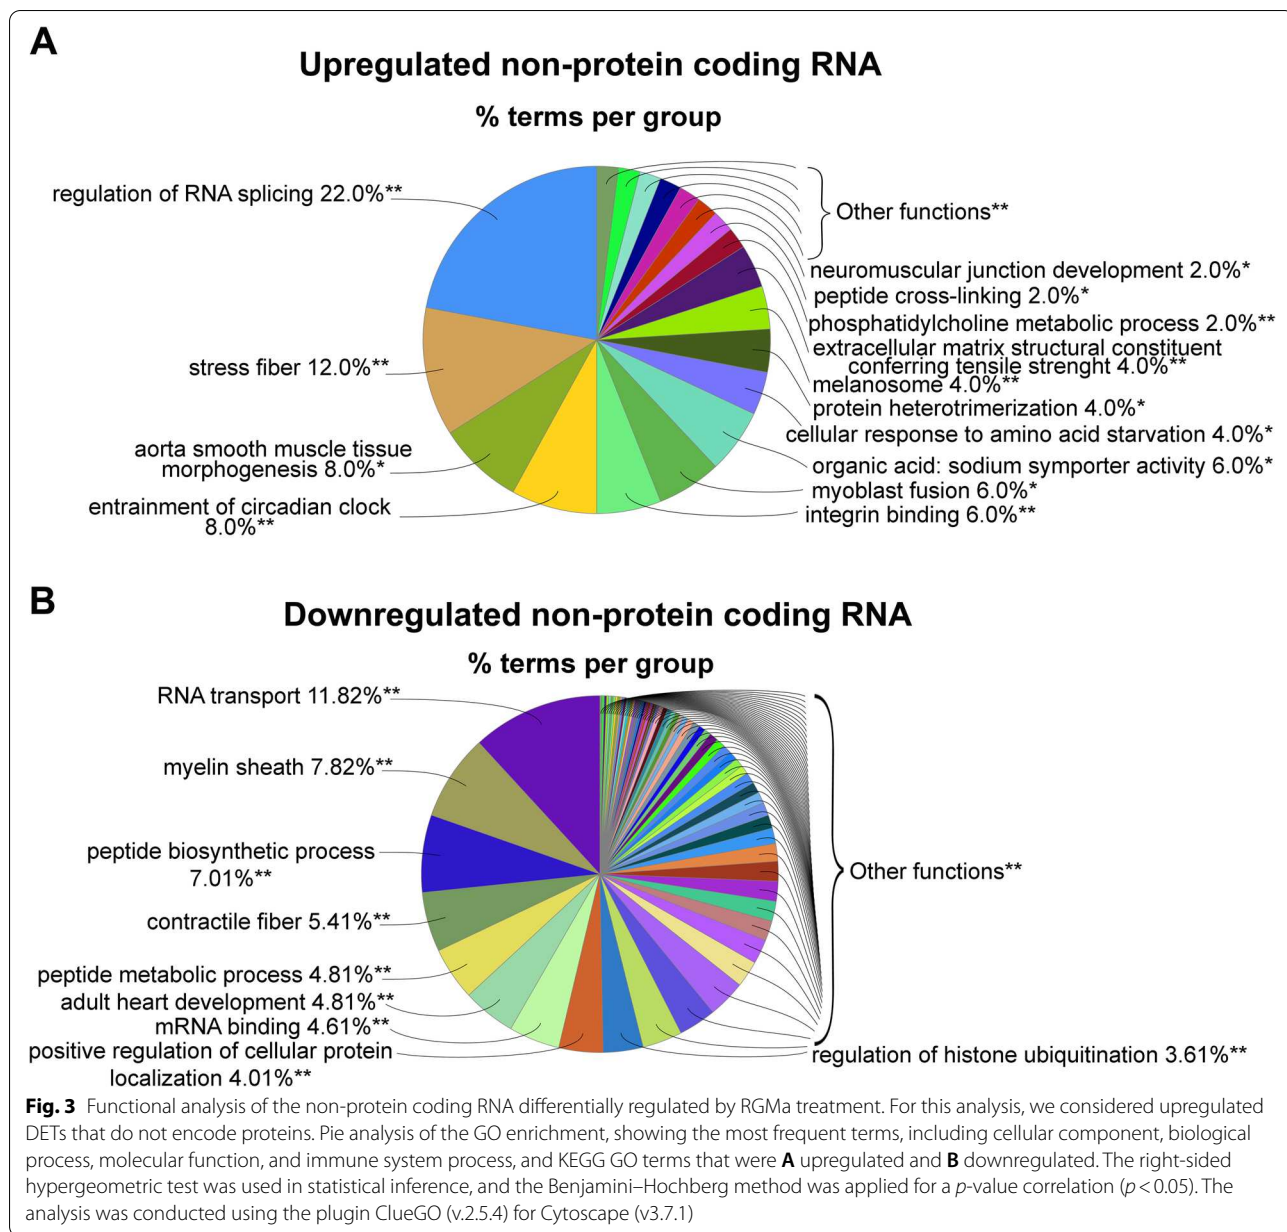 A
Upregulated non-protein coding RNA
% terms per group
regulation of RNA splicing 22.0%**
stress fiber 12.0%**
aorta smooth muscle tissue
morphogenesis 8.0%*
entrainment of circadian clock
8.0%**
Other functions**
neuromuscular junction development 2.0%*
peptide cross-linking 2.0%*
phosphatidylcholine metabolic process 2.0%**
extracellular matrix structural constituent
conferring tensile strenght 4.0%**
melanosome 4.0%**
protein heterotrimerization 4.0%*
cellular response to amino acid starvation 4.0%*
organic acid: sodium symporter activity 6.0%*
myoblast fusion 6.0%*
integrin binding 6.0%**
B
Downregulated non-protein coding RNA
% terms per group
RNA transport 11.82%**
myelin sheath 7.82%**
peptide biosynthetic process
7.01%**
contractile fiber 5.41%**
peptide metabolic process 4.81%**
adult heart development 4.81%**
mRNA binding 4.61%**
positive regulation of cellular protein
localization 4.01%**
Other functions**
regulation of histone ubiquitination 3.61%**
Fig. 3 Functional analysis of the non-protein coding RNA differentially regulated by RGMa treatment. For this analysis, we considered upregulated
DETs that do not encode proteins. Pie analysis of the GO enrichment, showing the most frequent terms, including cellular component, biological
process, molecular function, and immune system process, and KEGG GO terms that were A upregulated and B downregulated. The right-sided
hypergeometric test was used in statistical inference, and the Benjamini–Hochberg method was applied for a p-value correlation (p < 0.05). The
analysis was conducted using the plugin ClueGO (v.2.5.4) for Cytoscape (v3.7.1)